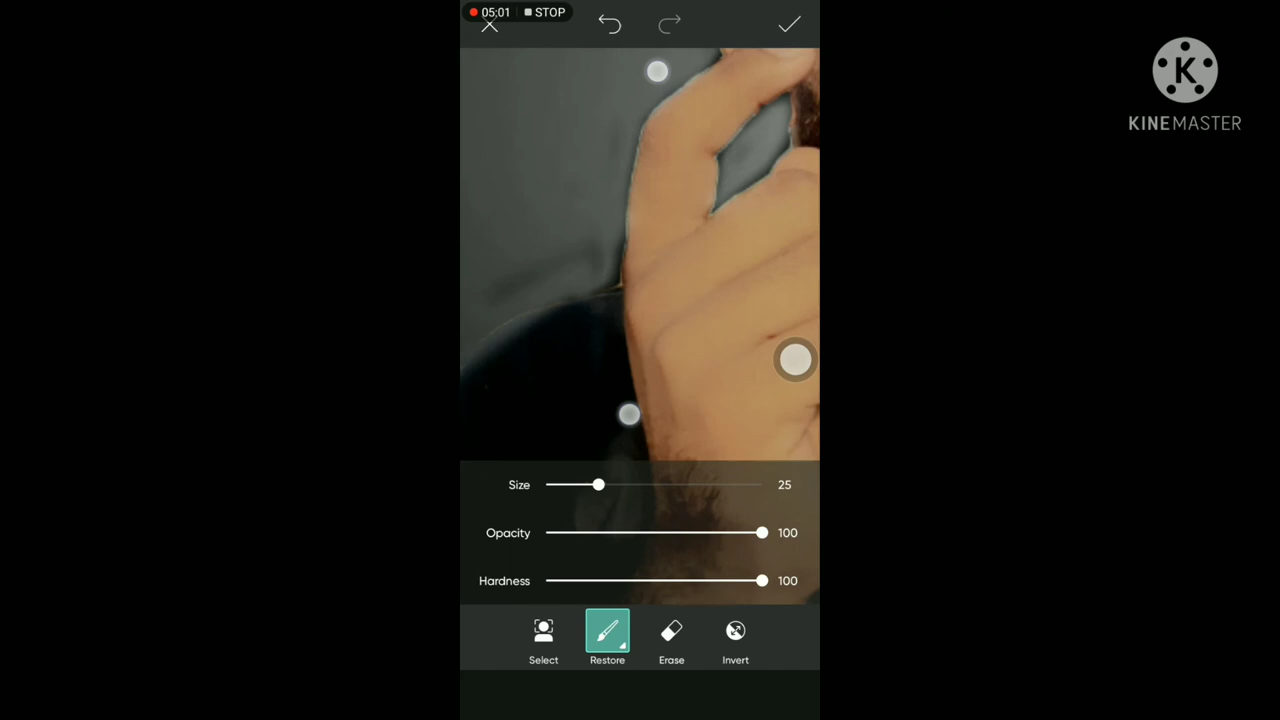 05:01 STOP
K
KINEMASTER
Size 25
Opacity 100
Hardness 100
Select Restore Erase Invert